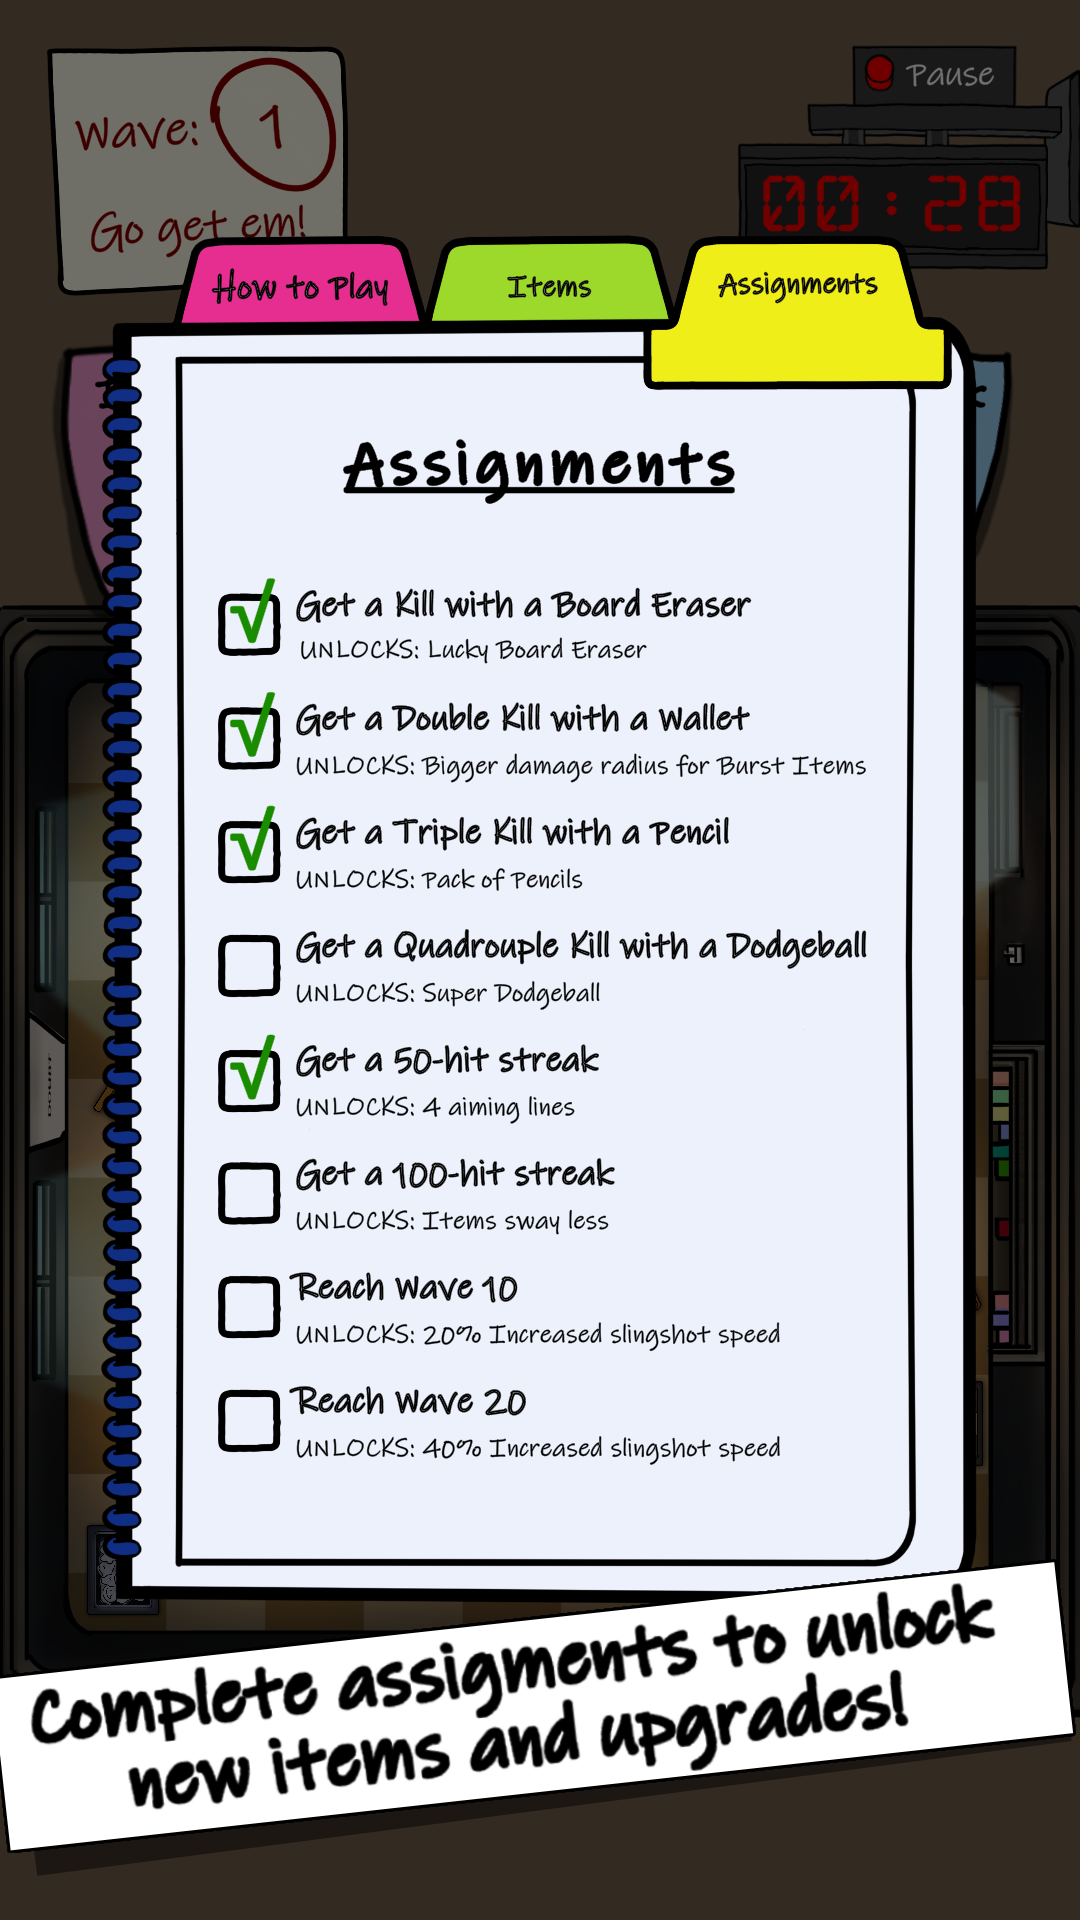 Wave: 1
Go get em!
Pause
00:28
How to Play
Items
Assignments
Assignments
Get a Kill with a Board Eraser
UNLOCKS: Lucky Board Eraser
Get a Double Kill with a Wallet
UNLOCKS: Bigger damage radius for Burst Items
Get a Triple Kill with a Pencil
UNLOCKS: Pack of Pencils
Get a Quadrouple Kill with a Dodgeball
UNLOCKS: Super Dodgeball
Get a 50-hit streak
UNLOCKS: 4 aiming lines
Get a 100-hit streak
UNLOCKS: Items sway less
Reach Wave 10
UNLOCKS: 20% Increased slingshot speed
Reach Wave 20
UNLOCKS: 40% Increased slingshot speed
Complete assigments to unlock
new items and upgrades!